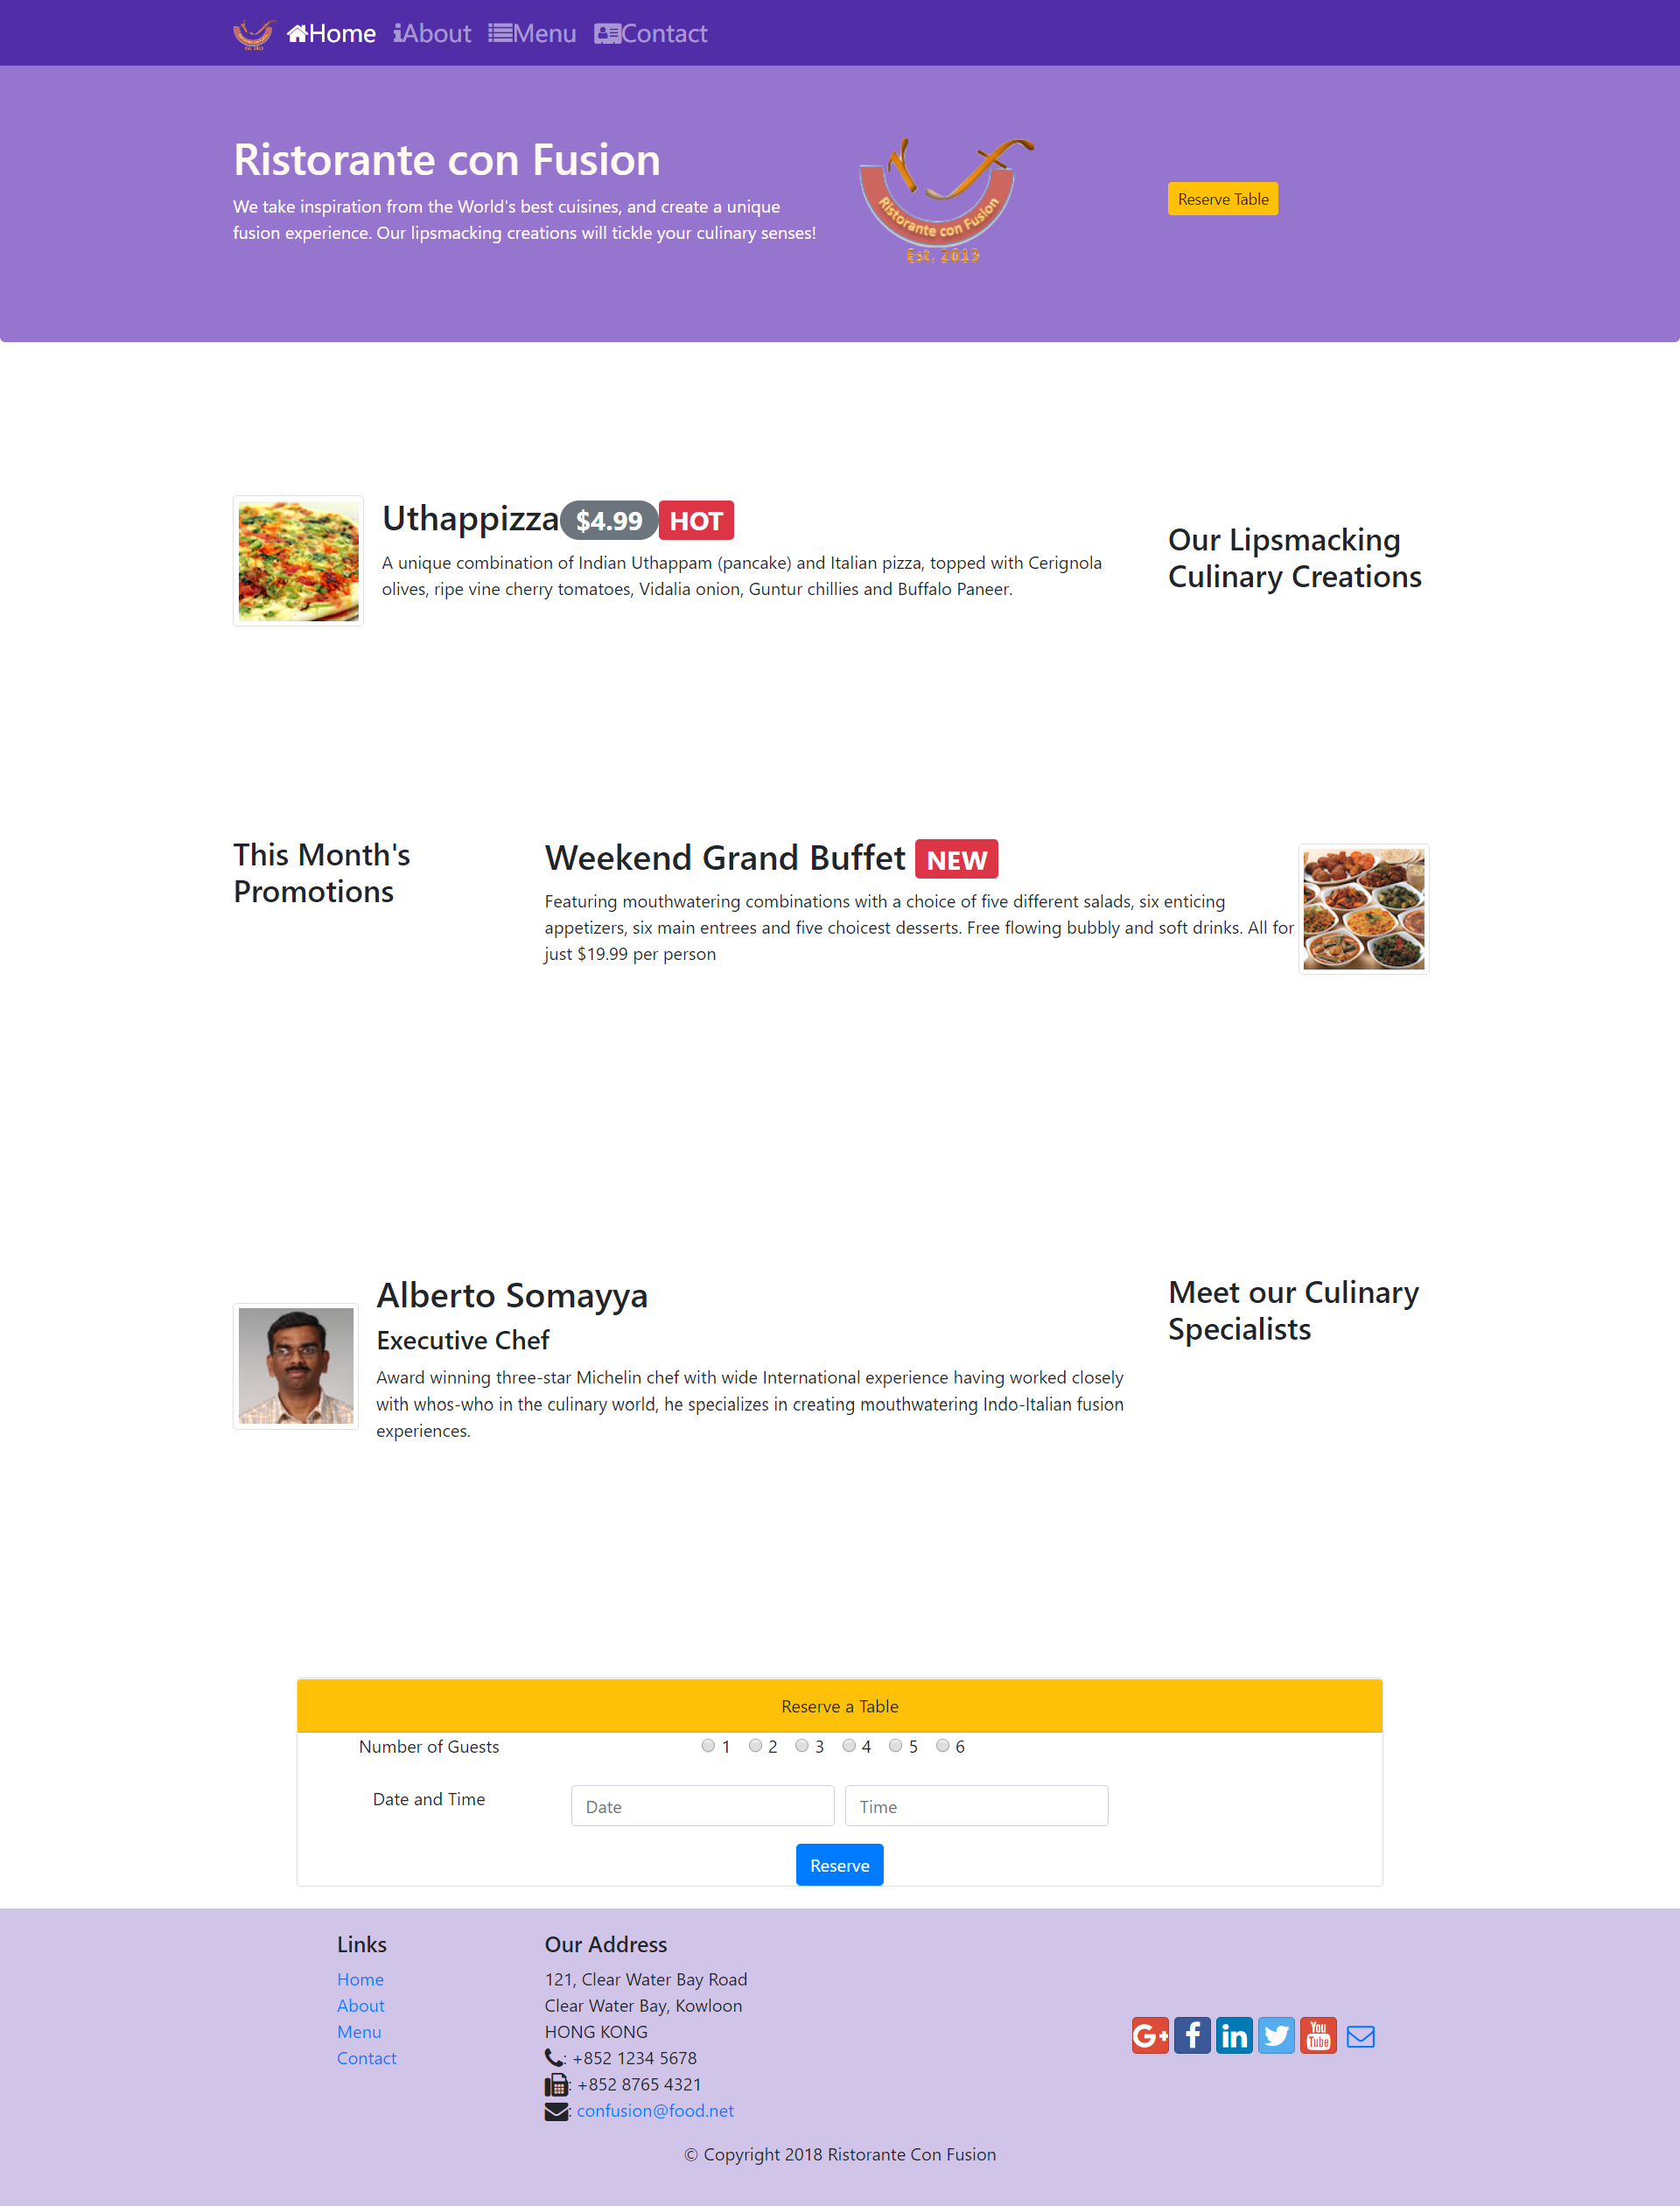 Home About Menu Contact
Ristorante con Fusion
We take inspiration from the World's best cuisines, and create a unique
fusion experience. Our lipsmacking creations will tickle your culinary senses!
Ristorante con Fusion
Est. 2013
Reserve Table
Uthappizza $4.99 HOT
A unique combination of Indian Uthappam (pancake) and Italian pizza, topped with Cerignola
olives, ripe vine cherry tomatoes, Vidalia onion, Guntur chillies and Buffalo Paneer.
Our Lipsmacking
Culinary Creations
This Month's
Promotions
Weekend Grand Buffet NEW
Featuring mouthwatering combinations with a choice of five different salads, six enticing
appetizers, six main entrees and five choicest desserts. Free flowing bubbly and soft drinks. All for
just $19.99 per person
Alberto Somayya
Executive Chef
Award winning three-star Michelin chef with wide International experience having worked closely
with whos-who in the culinary world, he specializes in creating mouthwatering Indo-Italian fusion
experiences.
Meet our Culinary
Specialists
Reserve a Table
Number of Guests 1 2 3 4 5 6
Date and Time Date Time
Reserve
Links
Home
About
Menu
Contact
Our Address
121, Clear Water Bay Road
Clear Water Bay, Kowloon
HONG KONG
: +852 1234 5678
: +852 8765 4321
: confusion@food.net
G+ f in You Tube
© Copyright 2018 Ristorante Con Fusion